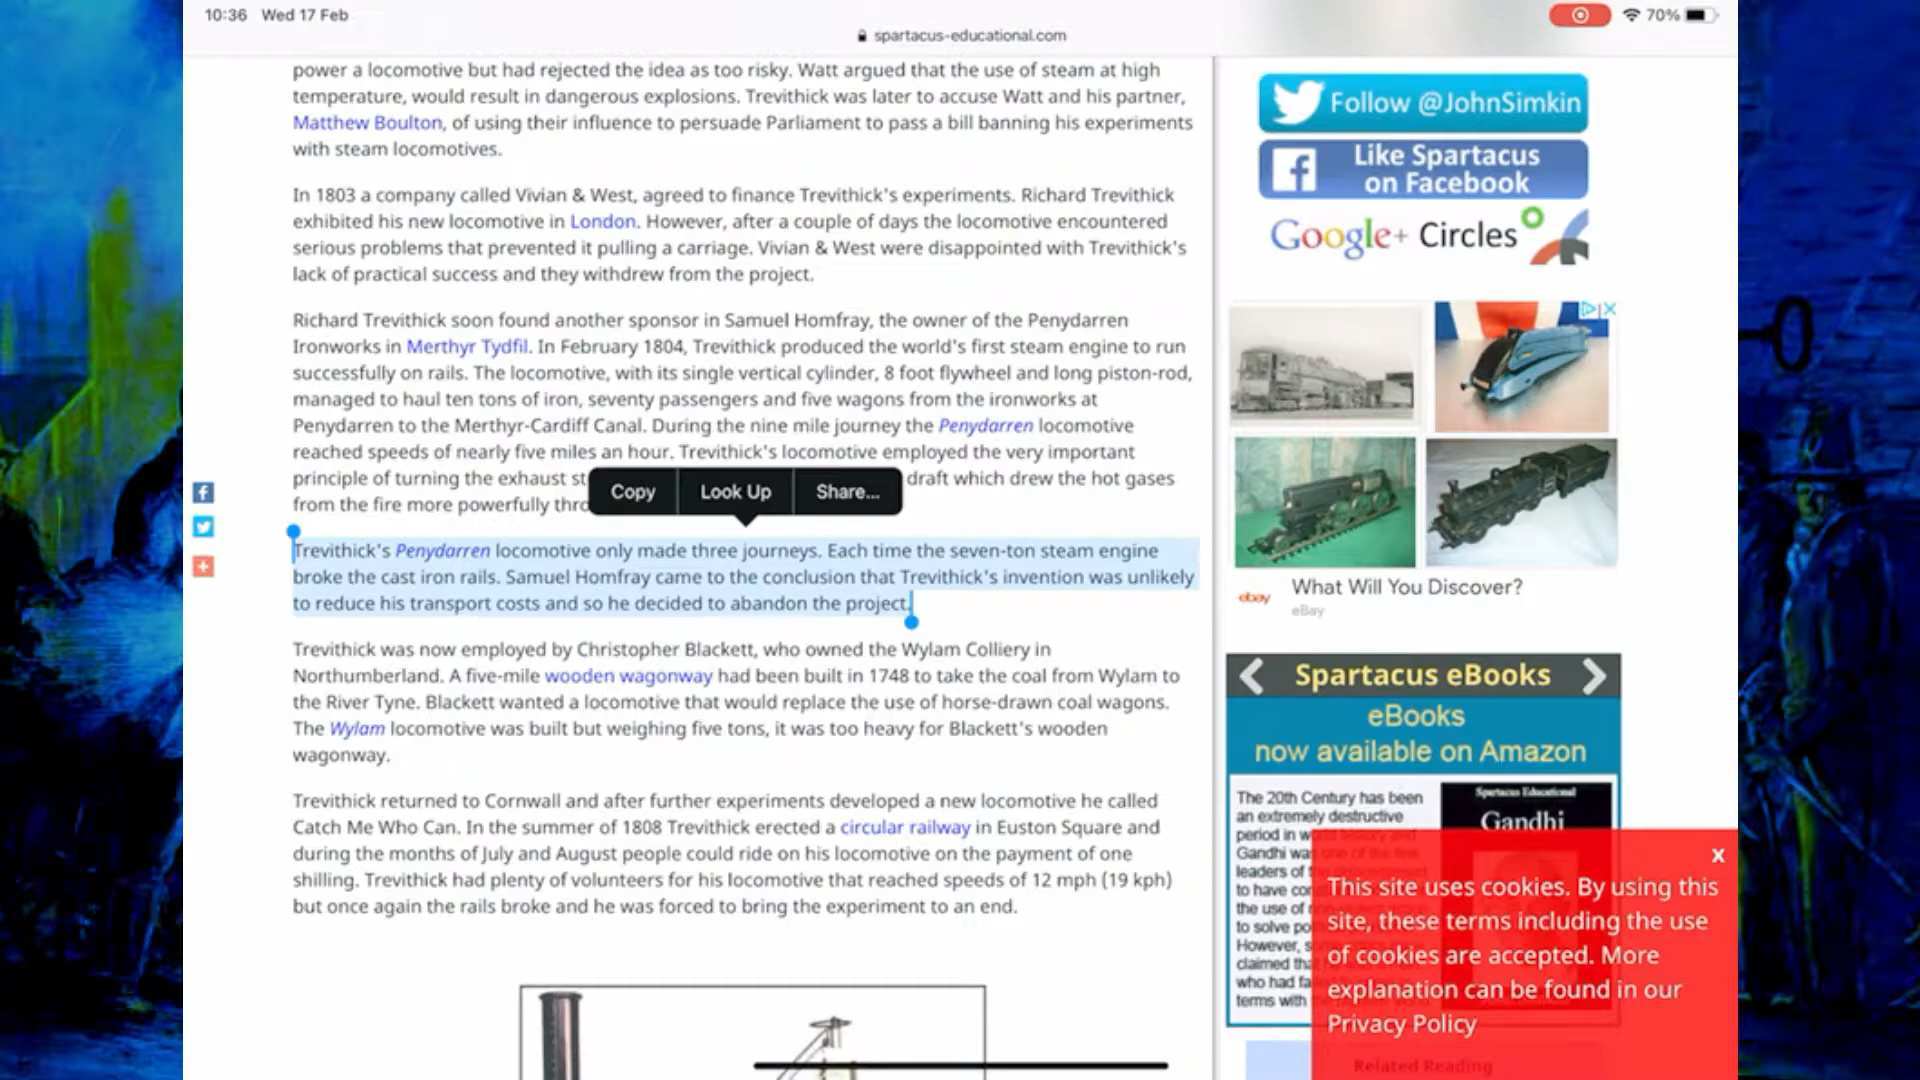 10:36 Wed 17 Feb
70%
spartacus-educational.com
power a locomotive but had rejected the idea as too risky. Watt argued that the use of steam at high
temperature, would result in dangerous explosions. Trevithick was later to accuse Watt and his partner,
Matthew Boulton, of using their influence to persuade Parliament to pass a bill banning his experiments
with steam locomotives.
In 1803 a company called Vivian & West, agreed to finance Trevithick's experiments. Richard Trevithick
exhibited his new locomotive in London. However, after a couple of days the locomotive encountered
serious problems that prevented it pulling a carriage. Vivian & West were disappointed with Trevithick's
lack of practical success and they withdrew from the project.
Richard Trevithick soon found another sponsor in Samuel Homfray, the owner of the Penydarren
Ironworks in Merthyr Tydfil. In February 1804, Trevithick produced the world's first steam engine to run
successfully on rails. The locomotive, with its single vertical cylinder, 8 foot flywheel and long piston-rod,
managed to haul ten tons of iron, seventy passengers and five wagons from the ironworks at
Penydarren to the Merthyr-Cardiff Canal. During the nine mile journey the Penydarren locomotive
reached speeds of nearly five miles an hour. Trevithick's locomotive employed the very important
principle of turning the exhaust st draft which drew the hot gases
from the fire more powerfully thro
Copy Look Up Share...
Trevithick's Penydarren locomotive only made three journeys. Each time the seven-ton steam engine
broke the cast iron rails. Samuel Homfray came to the conclusion that Trevithick's invention was unlikely
to reduce his transport costs and so he decided to abandon the project.
Trevithick was now employed by Christopher Blackett, who owned the Wylam Colliery in
Northumberland. A five-mile wooden wagonway had been built in 1748 to take the coal from Wylam to
the River Tyne. Blackett wanted a locomotive that would replace the use of horse-drawn coal wagons.
The Wylam locomotive was built but weighing five tons, it was too heavy for Blackett's wooden
wagonway.
Trevithick returned to Cornwall and after further experiments developed a new locomotive he called
Catch Me Who Can. In the summer of 1808 Trevithick erected a circular railway in Euston Square and
during the months of July and August people could ride on his locomotive on the payment of one
shilling. Trevithick had plenty of volunteers for his locomotive that reached speeds of 12 mph (19 kph)
but once again the rails broke and he was forced to bring the experiment to an end.
Follow @JohnSimkin
Like Spartacus
on Facebook
Google+ Circles
ebay
What Will You Discover?
eBay
Spartacus eBooks
eBooks
now available on Amazon
The 20th Century has been
an extremely destructive
period in
Gandhi wa
leaders of
to have
the use of
to solve
However,
claimed
who had
terms with
Spartacus Educational
Gandhi
x
This site uses cookies. By using this
site, these terms including the use
of cookies are accepted. More
explanation can be found in our
Privacy Policy
Related Reading